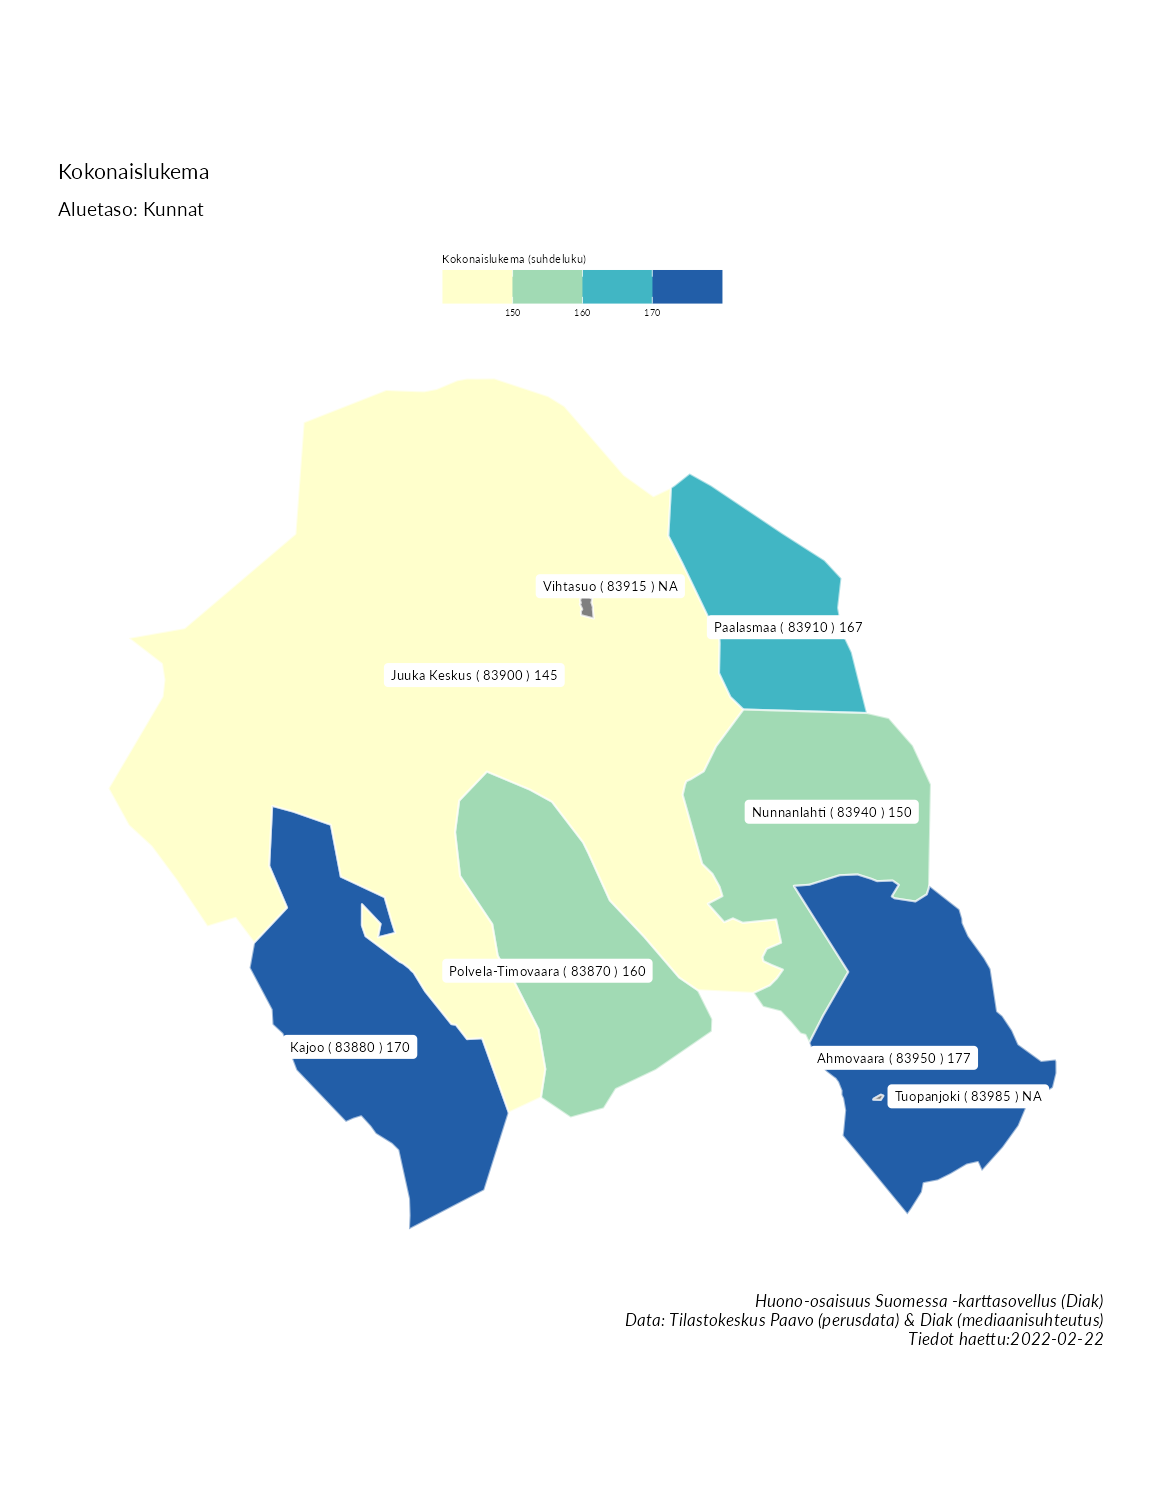 Kokonaislukema
Aluetaso: Kunnat
Kokonaislukema (suhdeluku)
150 160 170
Vihtasuo ( 83915 ) NA
Paalasmaa ( 83910 ) 167
Juuka Keskus ( 83900 ) 145
Nunnanlahti ( 83940 ) 150
Polvela-Timovaara ( 83870 ) 160
Kajoo ( 83880 ) 170
Ahmovaara ( 83950 ) 177
Tuopanjoki ( 83985 ) NA
Huono-osaisuus Suomessa -karttasovellus (Diak)
Data: Tilastokeskus Paavo (perusdata) & Diak (mediaanisuhteutus)
Tiedot haettu:2022-02-22